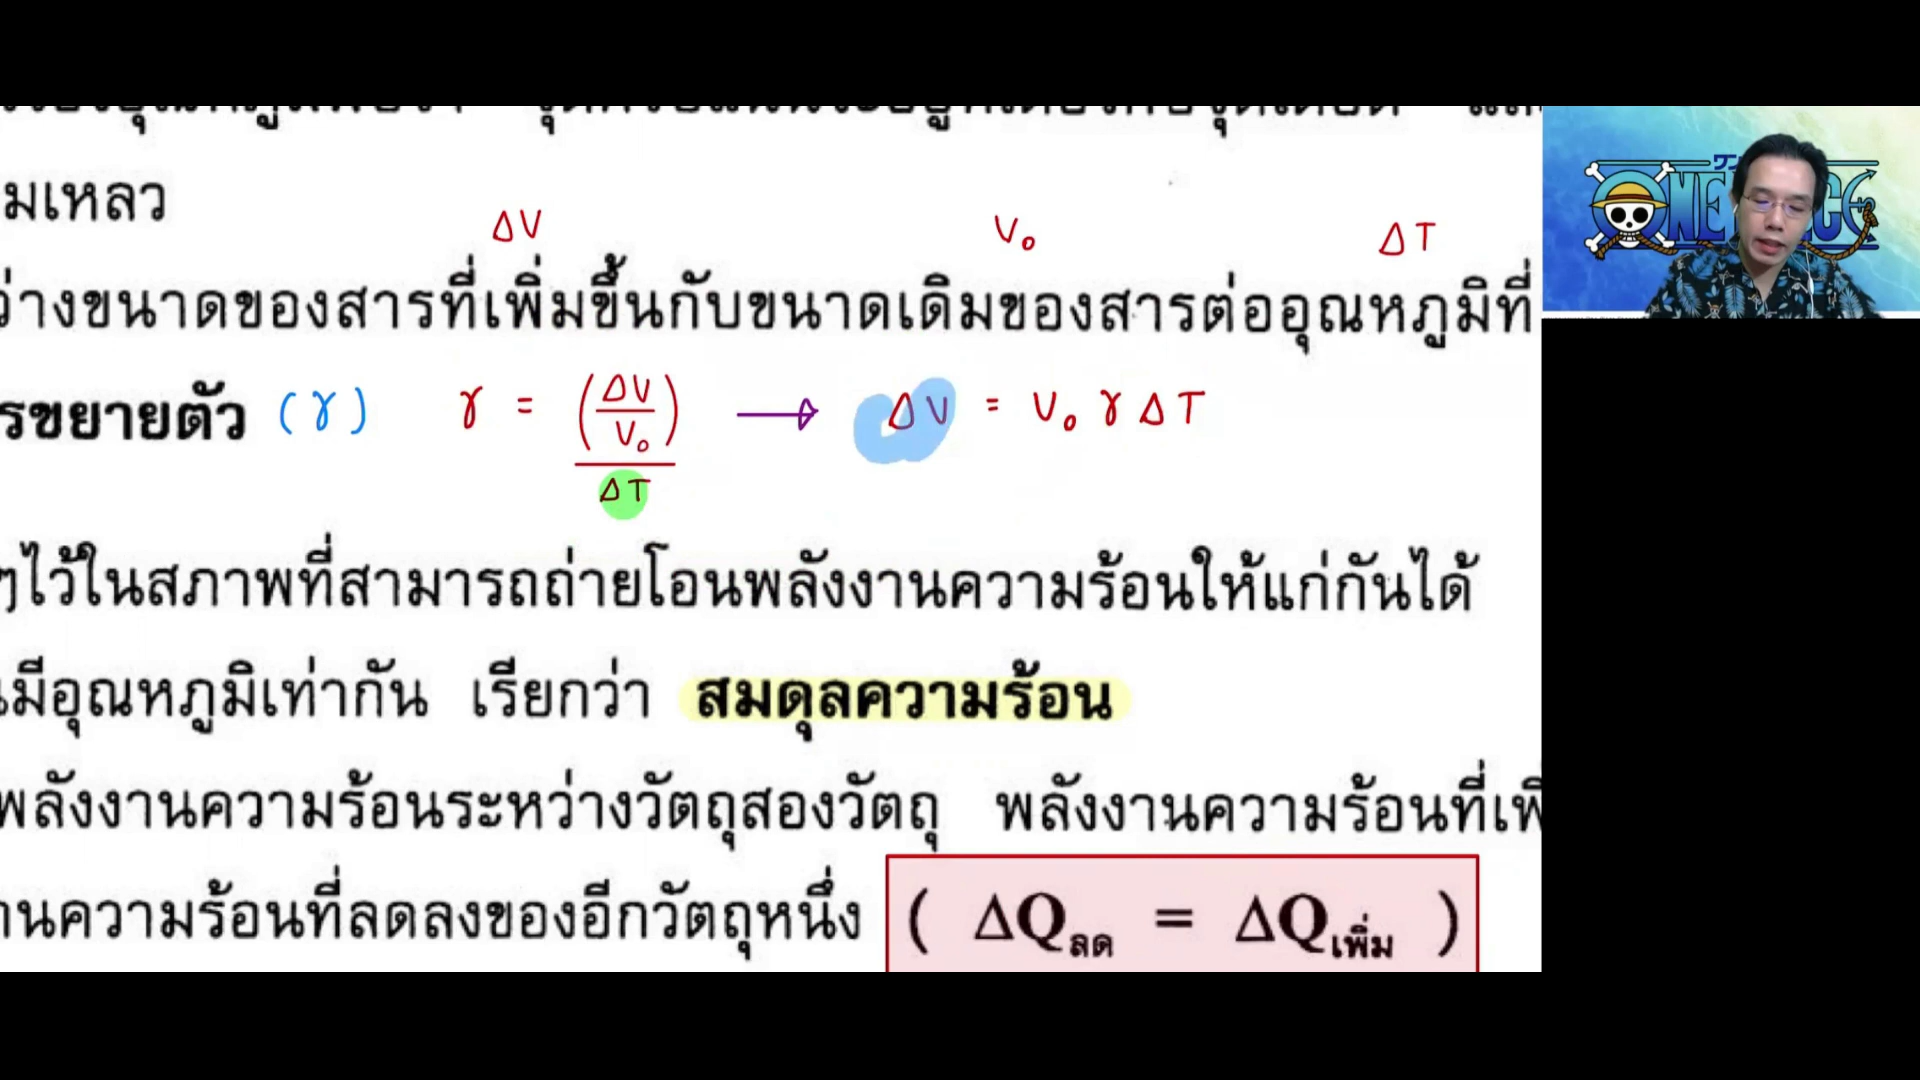 มเหลว
ΔV V₀ ΔT
ว่างขนาดของสารที่เพิ่มขึ้นกับขนาดเดิมของสารต่ออุณหภูมิที่
รขยายตัว (γ) γ = (ΔV/V₀)/ΔT → ΔV = V₀ γ ΔT
ๆไว้ในสภาพที่สามารถถ่ายโอนพลังงานความร้อนให้แก่กันได้
มีอุณหภูมิเท่ากัน เรียกว่า สมดุลความร้อน
พลังงานความร้อนระหว่างวัตถุสองวัตถุ พลังงานความร้อนที่เพิ
านความร้อนที่ลดลงของอีกวัตถุหนึ่ง ( ΔQลด = ΔQเพิ่ม )